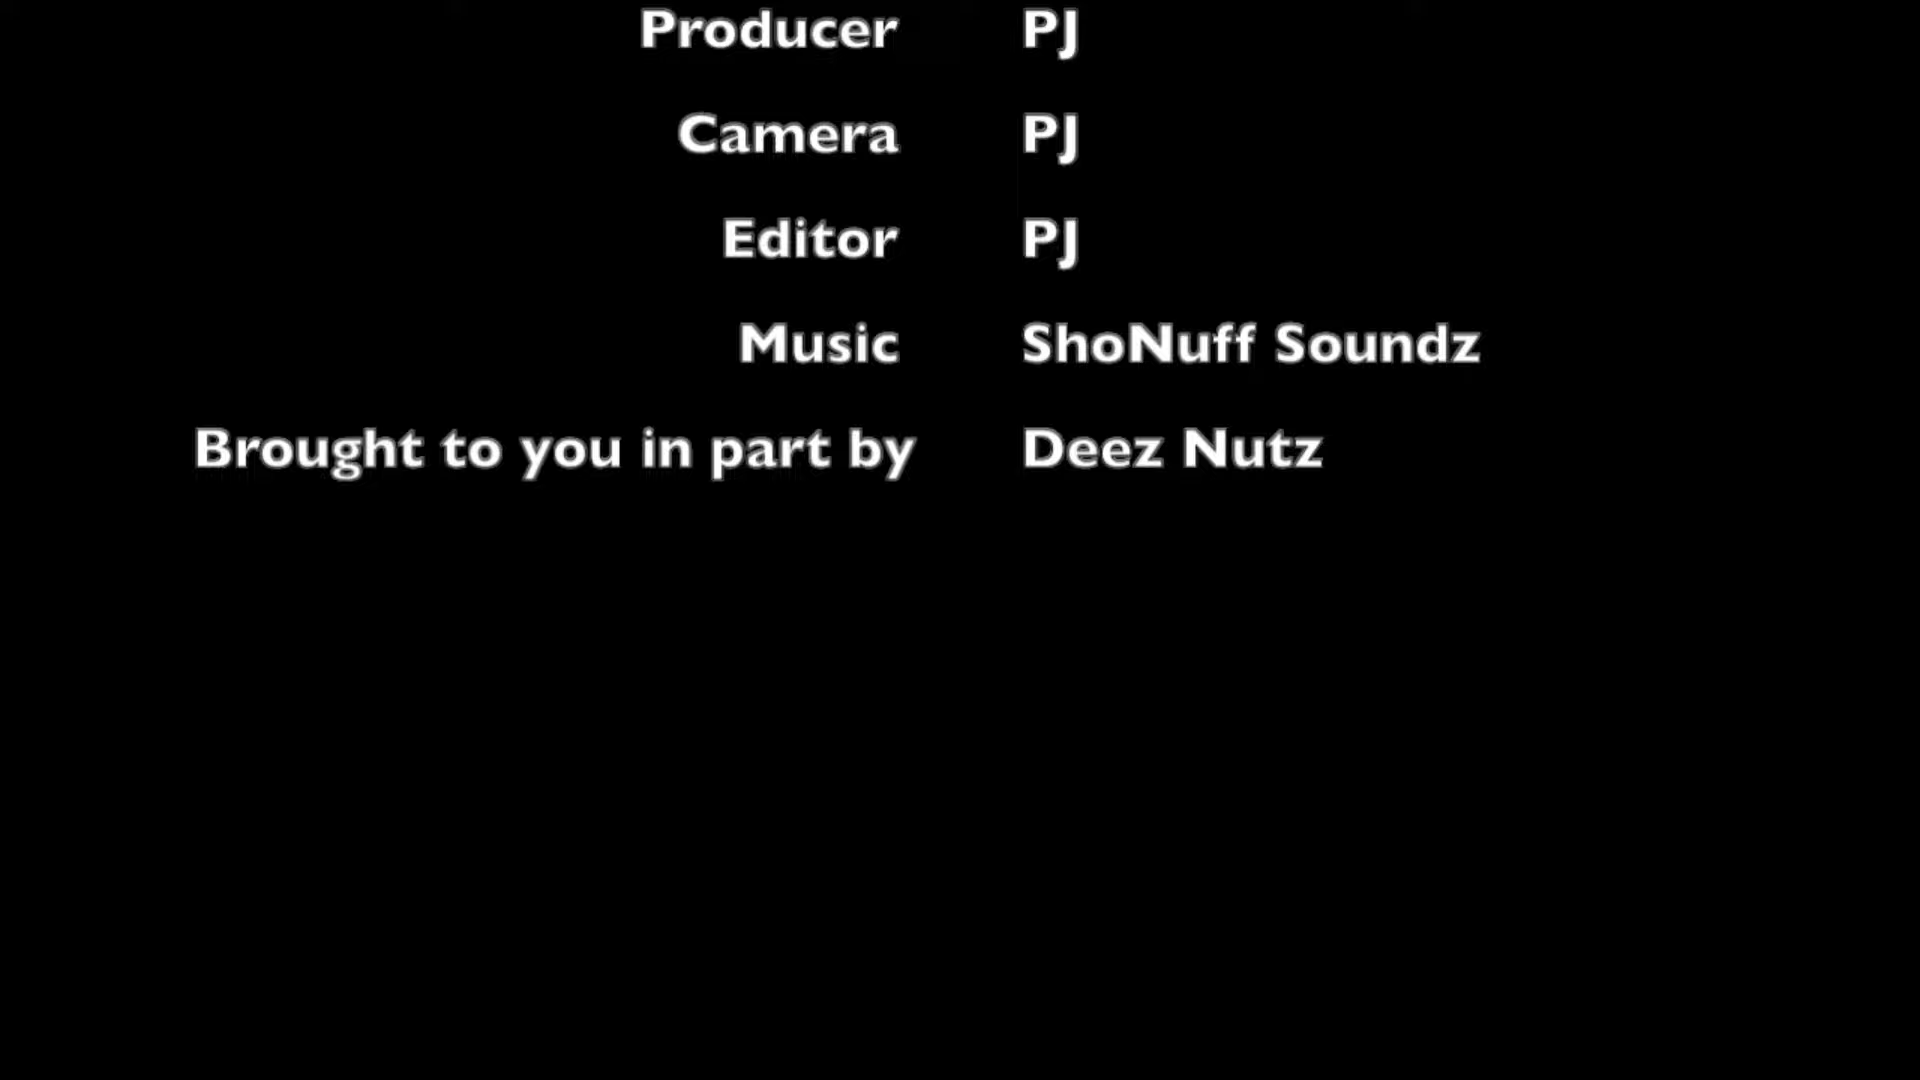 Producer PJ
Camera PJ
Editor PJ
Music ShoNuff Soundz
Brought to you in part by Deez Nutz